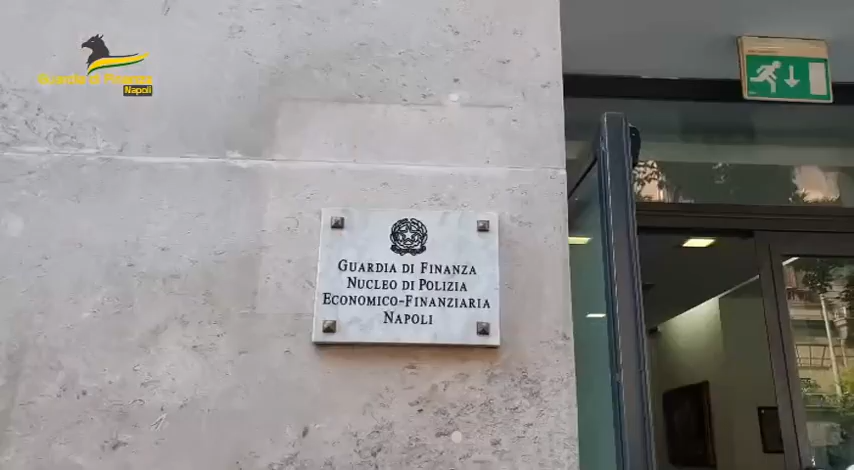 Guardia di Finanza
Napoli
GUARDIA DI FINANZA
NUCLEO DI POLIZIA
ECONOMICO-FINANZIARIA
NAPOLI